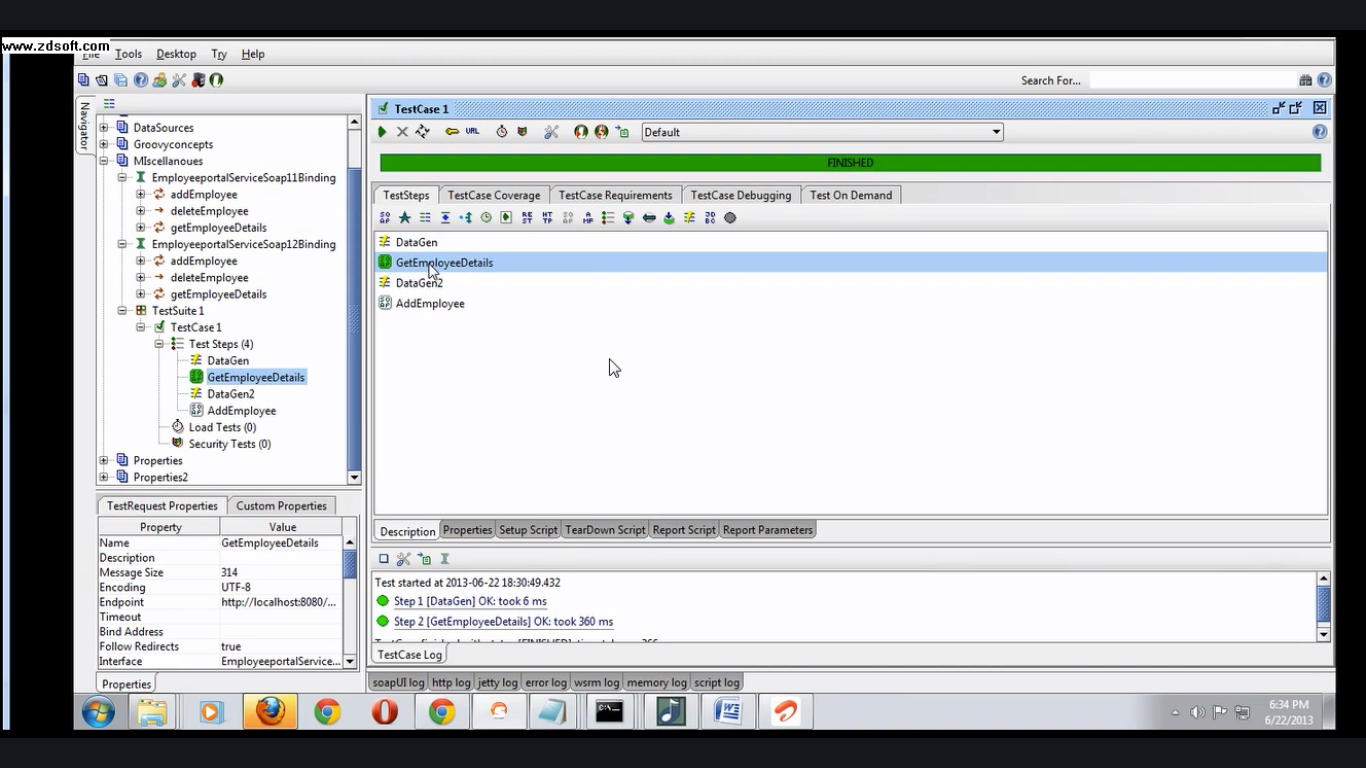 www.zdsoft.com
File Tools Desktop Try Help
Search For...
Navigator
DataSources
Groovyconcepts
MIscellanoues
EmployeeportalServiceSoap11Binding
addEmployee
deleteEmployee
getEmployeeDetails
EmployeeportalServiceSoap12Binding
addEmployee
deleteEmployee
getEmployeeDetails
TestSuite 1
TestCase 1
Test Steps (4)
DataGen
GetEmployeeDetails
DataGen2
AddEmployee
Load Tests (0)
Security Tests (0)
Properties
Properties2
TestRequest Properties Custom Properties
Property Value
Name GetEmployeeDetails
Description
Message Size 314
Encoding UTF-8
Endpoint http://localhost:8080/...
Timeout
Bind Address
Follow Redirects true
Interface EmployeeportalService...
Properties
TestCase 1
URL Default
FINISHED
TestSteps TestCase Coverage TestCase Requirements TestCase Debugging Test On Demand
DataGen
GetEmployeeDetails
DataGen2
AddEmployee
Description Properties Setup Script TearDown Script Report Script Report Parameters
Test started at 2013-06-22 18:30:49.432
Step 1 [DataGen] OK: took 6 ms
Step 2 [GetEmployeeDetails] OK: took 360 ms
TestCase Log
soapUI log http log jetty log error log wsrm log memory log script log
6:34 PM
6/22/2013